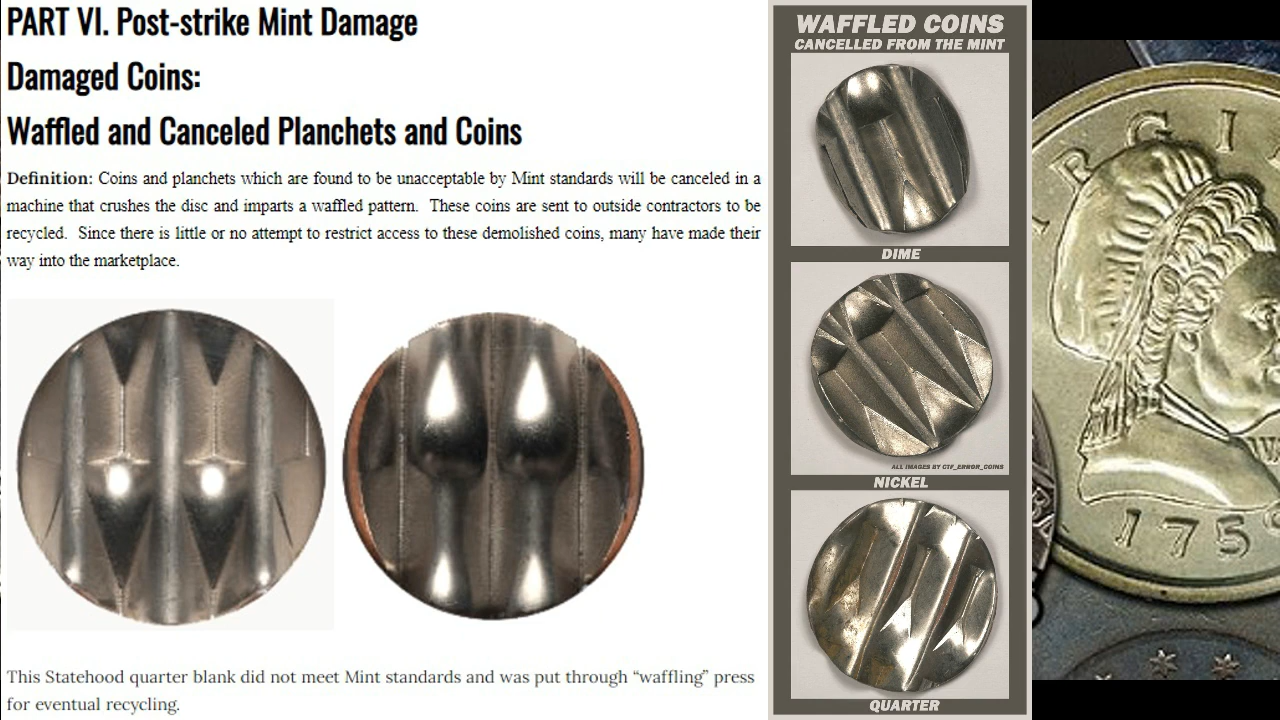 PART VI. Post-strike Mint Damage
Damaged Coins:
Waffled and Canceled Planchets and Coins
Definition: Coins and planchets which are found to be unacceptable by Mint standards will be canceled in a
machine that crushes the disc and imparts a waffled pattern. These coins are sent to outside contractors to be
recycled. Since there is little or no attempt to restrict access to these demolished coins, many have made their
way into the marketplace.
This Statehood quarter blank did not meet Mint standards and was put through “waffling” press
for eventual recycling.
WAFFLED COINS
CANCELLED FROM THE MINT
DIME
ALL IMAGES BY CTF_ERROR_COINS
NICKEL
QUARTER
R G I
W
175